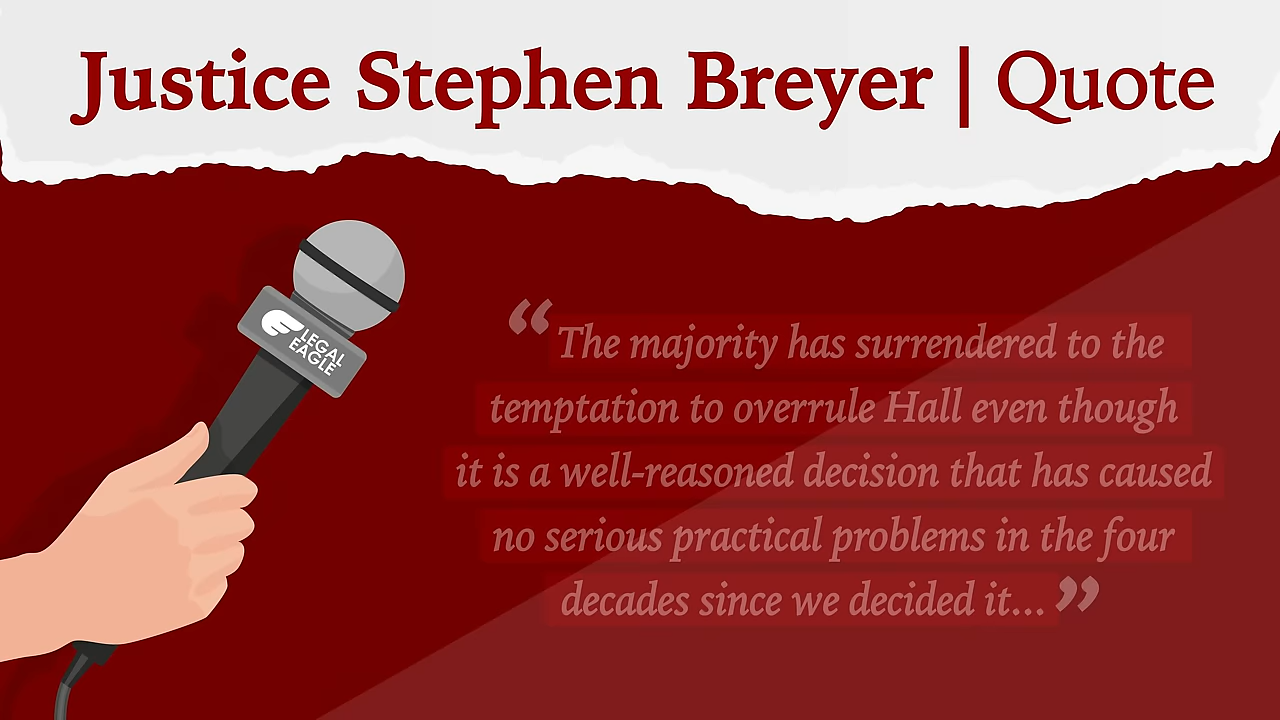 Justice Stephen Breyer | Quote
LEGAL
EAGLE
“The majority has surrendered to the
temptation to overrule Hall even though
it is a well-reasoned decision that has caused
no serious practical problems in the four
decades since we decided it...”